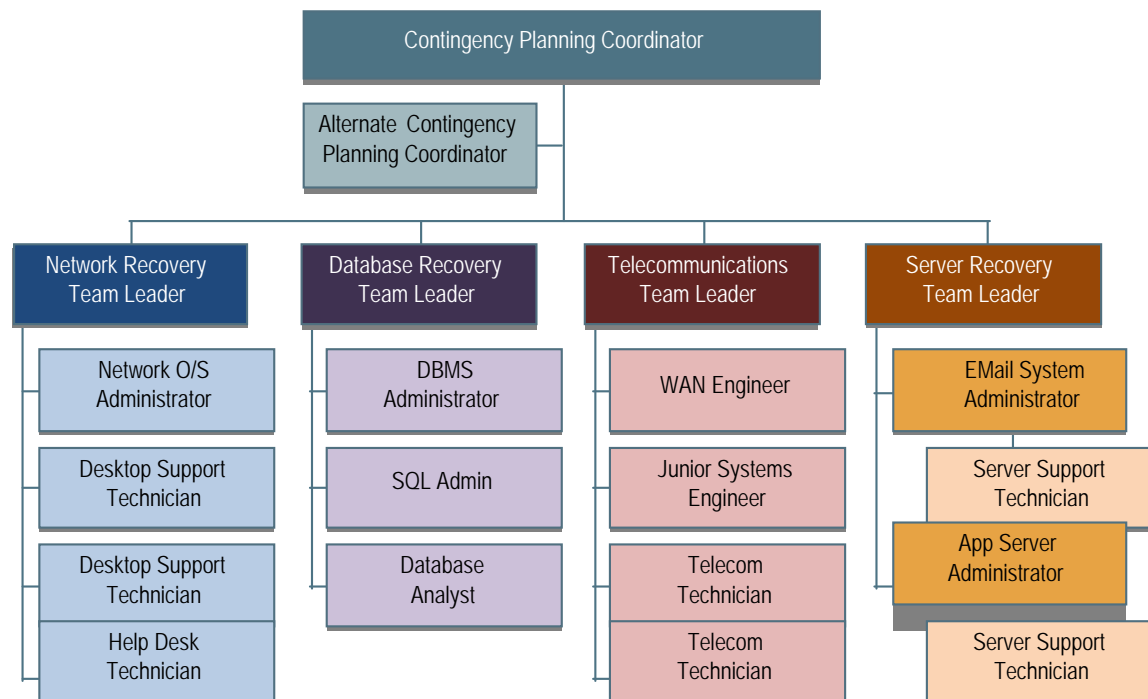 Contingency Planning Coordinator
Alternate Contingency
Planning Coordinator
Network Recovery
Team Leader
Network O/S
Administrator
Desktop Support
Technician
Desktop Support
Technician
Help Desk
Technician
Database Recovery
Team Leader
DBMS
Administrator
SQL Admin
Database
Analyst
Telecommunications
Team Leader
WAN Engineer
Junior Systems
Engineer
Telecom
Technician
Telecom
Technician
Server Recovery
Team Leader
EMail System
Administrator
Server Support
Technician
App Server
Administrator
Server Support
Technician